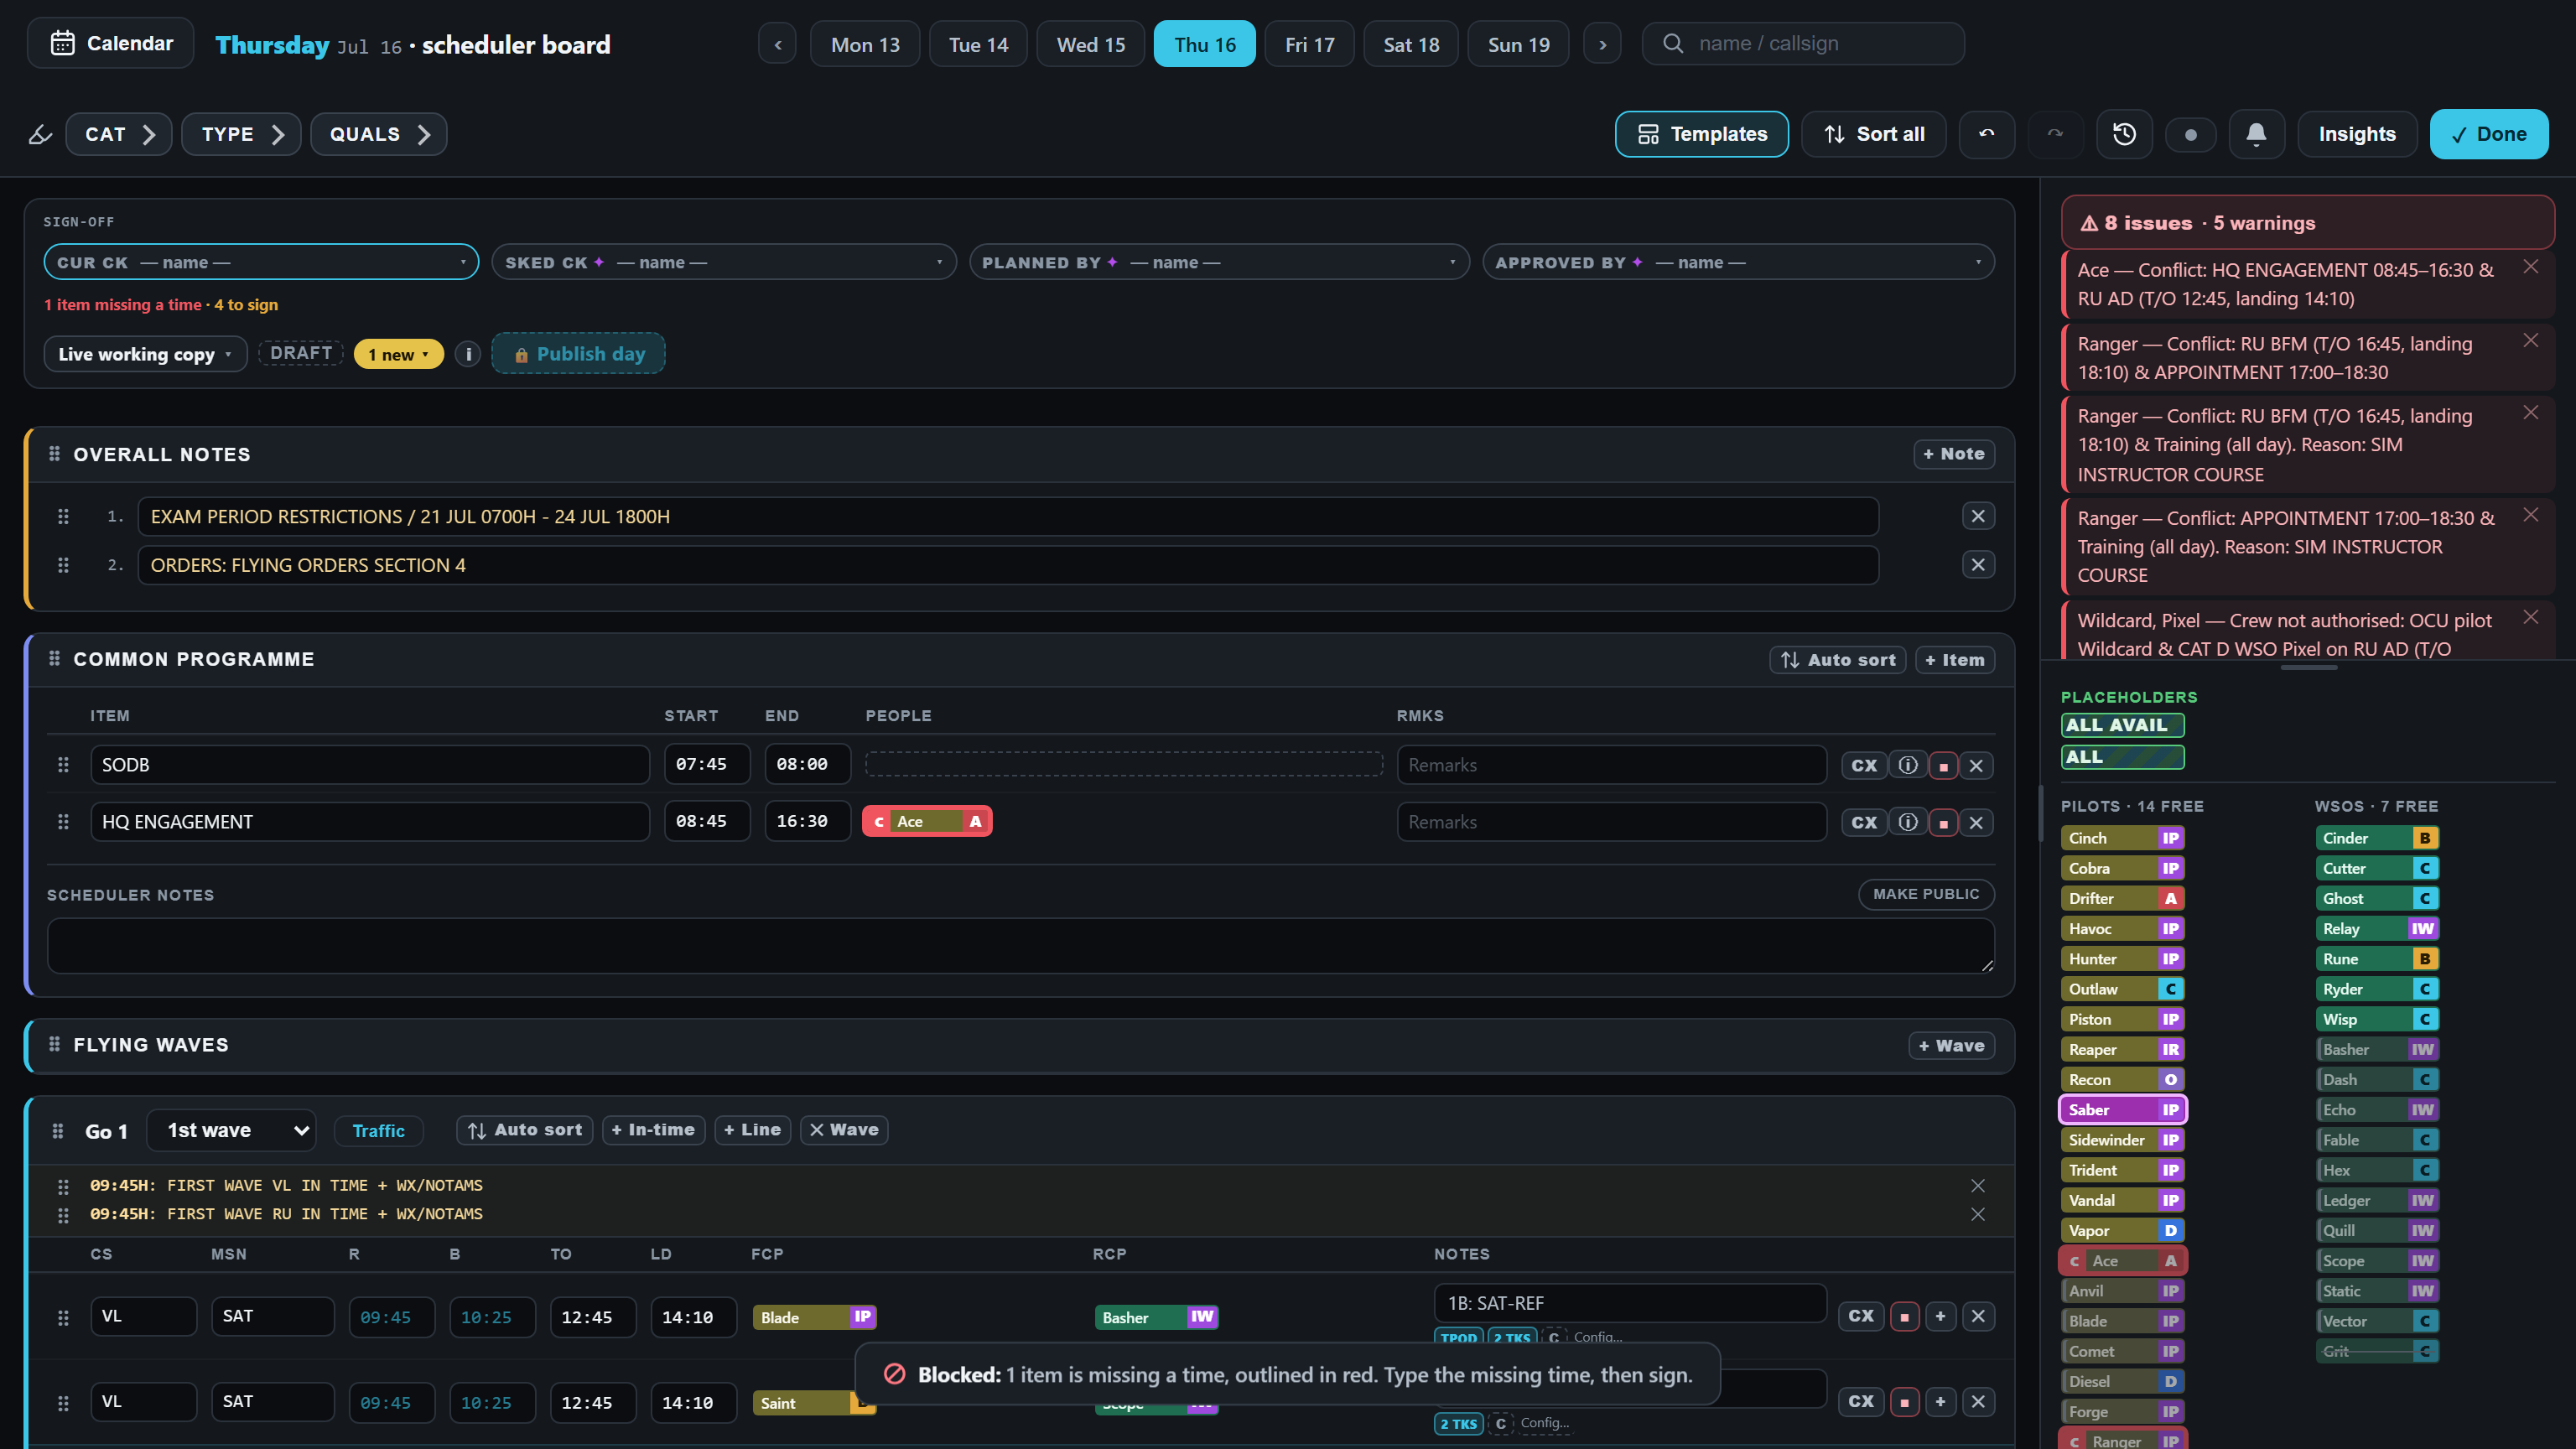 Calendar
Thursday Jul 16 · scheduler board
‹ Mon 13 Tue 14 Wed 15 Thu 16 Fri 17 Sat 18 Sun 19 ›
name / callsign
CAT TYPE QUALS
Templates Sort all Insights ✓ Done
SIGN-OFF
CUR CK — name — ▾
SKED CK ✦ — name — ▾
PLANNED BY ✦ — name — ▾
APPROVED BY ✦ — name — ▾
1 item missing a time · 4 to sign
Live working copy ▾ DRAFT 1 new ▾ i Publish day
OVERALL NOTES + Note
1. EXAM PERIOD RESTRICTIONS / 21 JUL 0700H - 24 JUL 1800H
2. ORDERS: FLYING ORDERS SECTION 4
COMMON PROGRAMME Auto sort + Item
ITEM START END PEOPLE RMKS
SODB 07:45 08:00 Remarks CX
HQ ENGAGEMENT 08:45 16:30 C Ace A Remarks CX
SCHEDULER NOTES MAKE PUBLIC
FLYING WAVES + Wave
Go 1 1st wave Traffic Auto sort + In-time + Line ✕ Wave
09:45H: FIRST WAVE VL IN TIME + WX/NOTAMS
09:45H: FIRST WAVE RU IN TIME + WX/NOTAMS
CS MSN R B TO LD FCP RCP NOTES
VL SAT 09:45 10:25 12:45 14:10 Blade IP Basher IW 1B: SAT-REF CX
TPOD 2 TKS C Config...
VL SAT 09:45 10:25 12:45 14:10 Saint Scope CX
2 TKS C Config...
Blocked: 1 item is missing a time, outlined in red. Type the missing time, then sign.
⚠ 8 issues · 5 warnings
Ace — Conflict: HQ ENGAGEMENT 08:45–16:30 &
RU AD (T/O 12:45, landing 14:10)
Ranger — Conflict: RU BFM (T/O 16:45, landing
18:10) & APPOINTMENT 17:00–18:30
Ranger — Conflict: RU BFM (T/O 16:45, landing
18:10) & Training (all day). Reason: SIM
INSTRUCTOR COURSE
Ranger — Conflict: APPOINTMENT 17:00–18:30 &
Training (all day). Reason: SIM INSTRUCTOR
COURSE
Wildcard, Pixel — Crew not authorised: OCU pilot
Wildcard & CAT D WSO Pixel on RU AD (T/O
PLACEHOLDERS
ALL AVAIL
ALL
PILOTS · 14 FREE
Cinch IP
Cobra IP
Drifter A
Havoc IP
Hunter IP
Outlaw C
Piston IP
Reaper IR
Recon O
Saber IP
Sidewinder IP
Trident IP
Vandal IP
Vapor D
C Ace A
Anvil IP
Blade IP
Comet IP
Diesel D
Forge IP
C Ranger IP
WSOS · 7 FREE
Cinder B
Cutter C
Ghost C
Relay IW
Rune B
Ryder C
Wisp C
Basher IW
Dash C
Echo IW
Fable C
Hex C
Ledger IW
Quill IW
Scope IW
Static IW
Vector C
Grit C